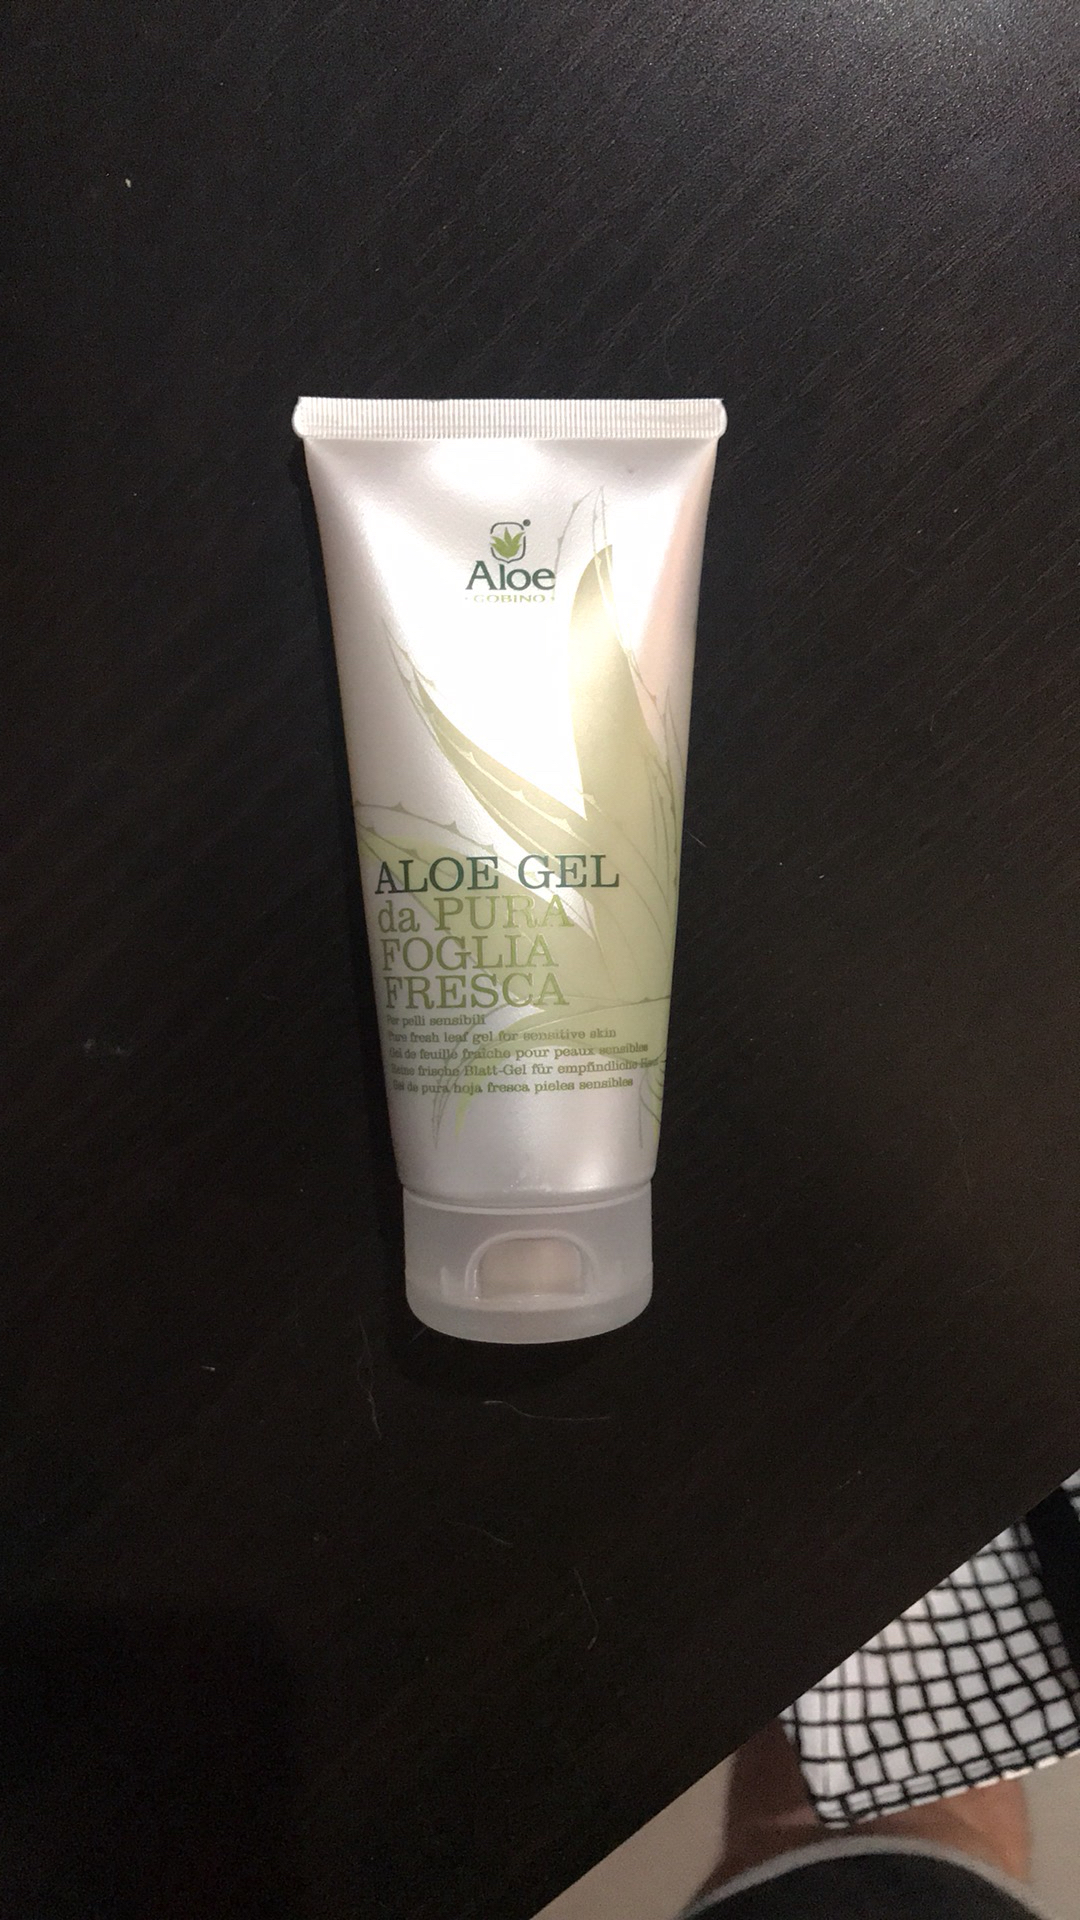 Aloe
· GOBINO ·
ALOE GEL
da PURA
FOGLIA
FRESCA
Per pelli sensibili
Pure fresh leaf gel for sensitive skin
Gel de feuille fraîche pour peaux sensibles
Reine frische Blatt-Gel für empfindliche
Gel de pura hoja fresca pieles sensibles